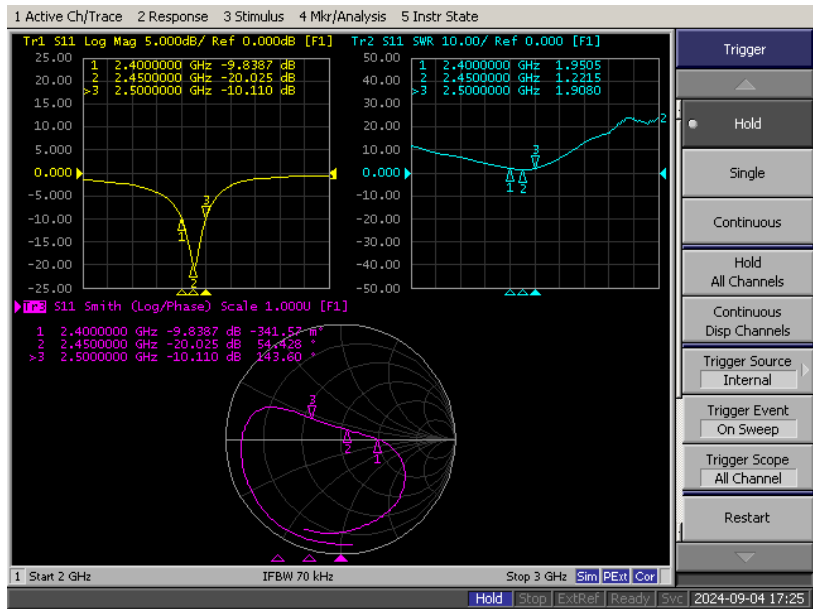 1 Active Ch/Trace 2 Response 3 Stimulus 4 Mkr/Analysis 5 Instr State
Tr1 S11 Log Mag 5.000dB/ Ref 0.000dB [F1]
25.00
20.00
15.00
10.00
5.000
0.000
-5.000
-10.00
-15.00
-20.00
-25.00
1 2.4000000 GHz -9.8387 dB
2 2.4500000 GHz -20.025 dB
>3 2.5000000 GHz -10.110 dB
1
2
3
Tr2 S11 SWR 10.00/ Ref 0.000 [F1]
50.00
40.00
30.00
20.00
10.00
0.000
-10.00
-20.00
-30.00
-40.00
-50.00
1 2.4000000 GHz 1.9505
2 2.4500000 GHz 1.2215
>3 2.5000000 GHz 1.9080
2
3
1 2
Tr3 S11 Smith (Log/Phase) Scale 1.000U [F1]
1 2.4000000 GHz -9.8387 dB -341.57 m°
2 2.4500000 GHz -20.025 dB 54.428 °
>3 2.5000000 GHz -10.110 dB 143.60 °
3
2
1
Trigger
Hold
Single
Continuous
Hold
All Channels
Continuous
Disp Channels
Trigger Source
Internal
Trigger Event
On Sweep
Trigger Scope
All Channel
Restart
1 Start 2 GHz IFBW 70 kHz Stop 3 GHz Sim PExt Cor
Hold Stop ExtRef Ready Svc 2024-09-04 17:25